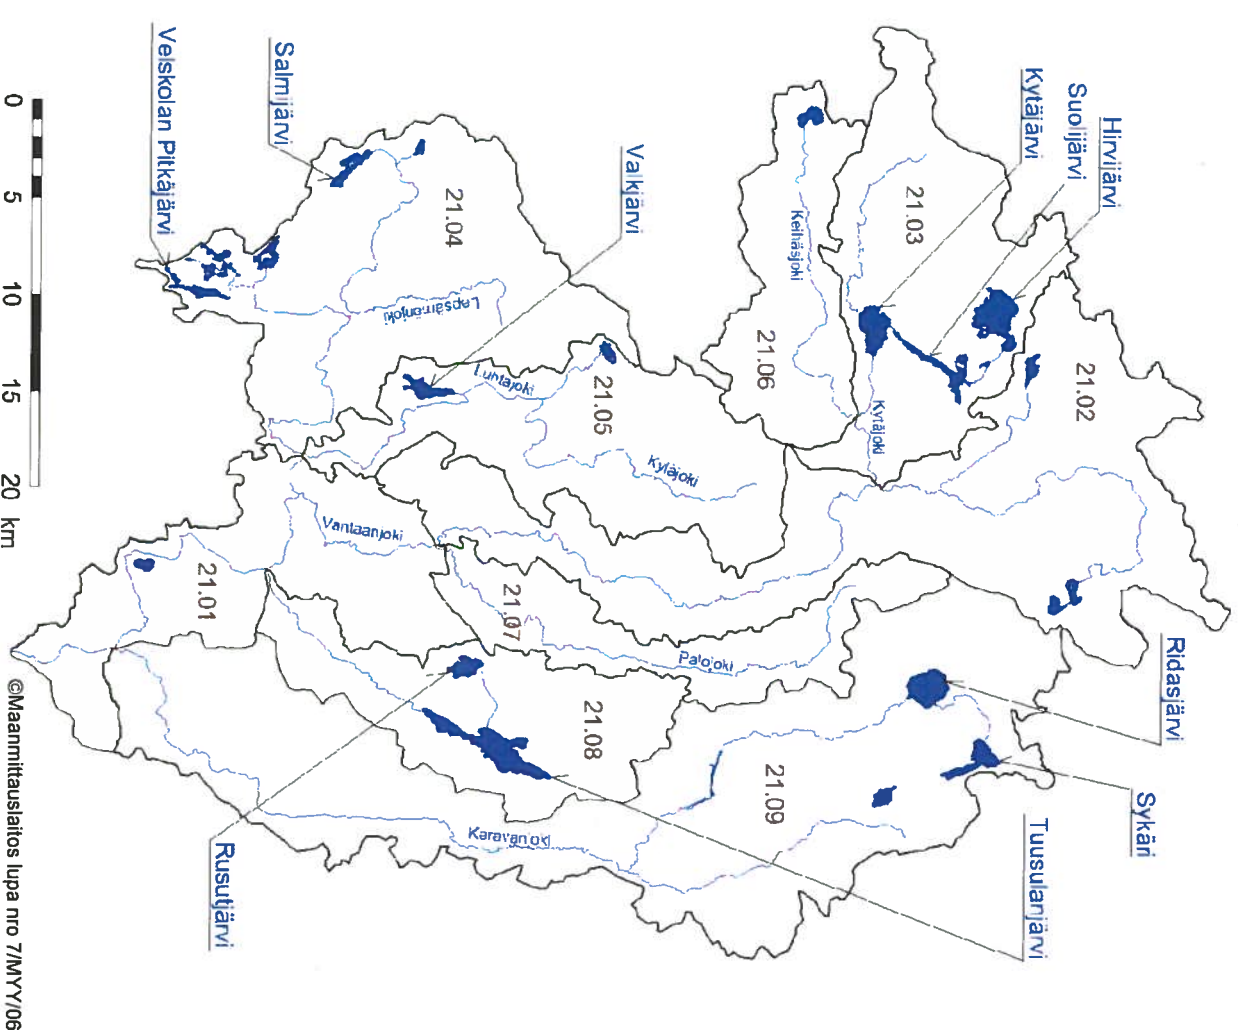 Hirvijärvi
Suolijärvi
Kytäjärvi
Ridasjärvi
Sykäri
Tuusulanjärvi
21.02
21.03
Kytäjoki
Keihäsjoki
21.06
21.09
Valkjärvi
Kyläjoki
Palojoki
21.05
21.08
Luhtajoki
21.07
Karavanjoki
21.04
Lepsämänjoki
Vantaanjoki
Salmijärvi
21.01
Rusutjärvi
Velskolan Pitkäjärvi
0 5 10 15 20 km
©Maanmittauslaitos lupa nro 7/MYY/06